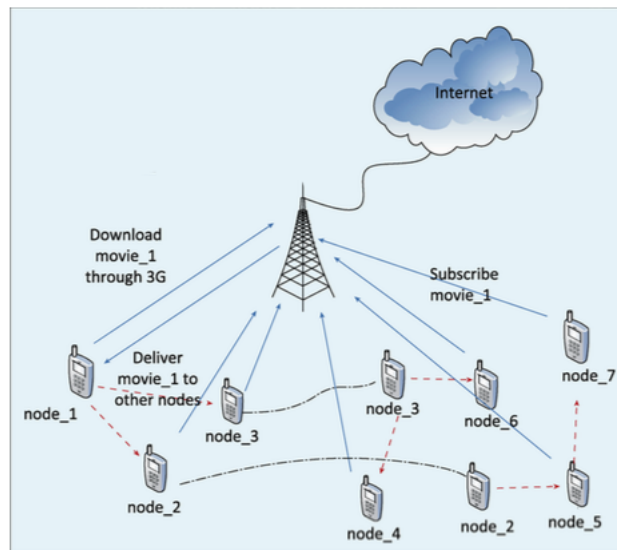 Internet
Download
movie_1
through 3G
Subscribe
movie_1
Deliver
movie_1 to
other nodes
node_1
node_3
node_2
node_3
node_6
node_7
node_4
node_2
node_5